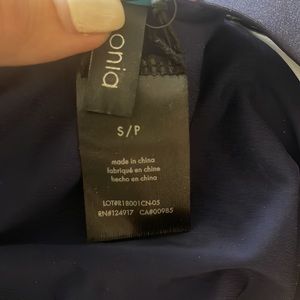 onia
S/P
made in china
fabriqué en chine
hecho en china
LOT#R18001CN-05
RN#124917 CA#00985